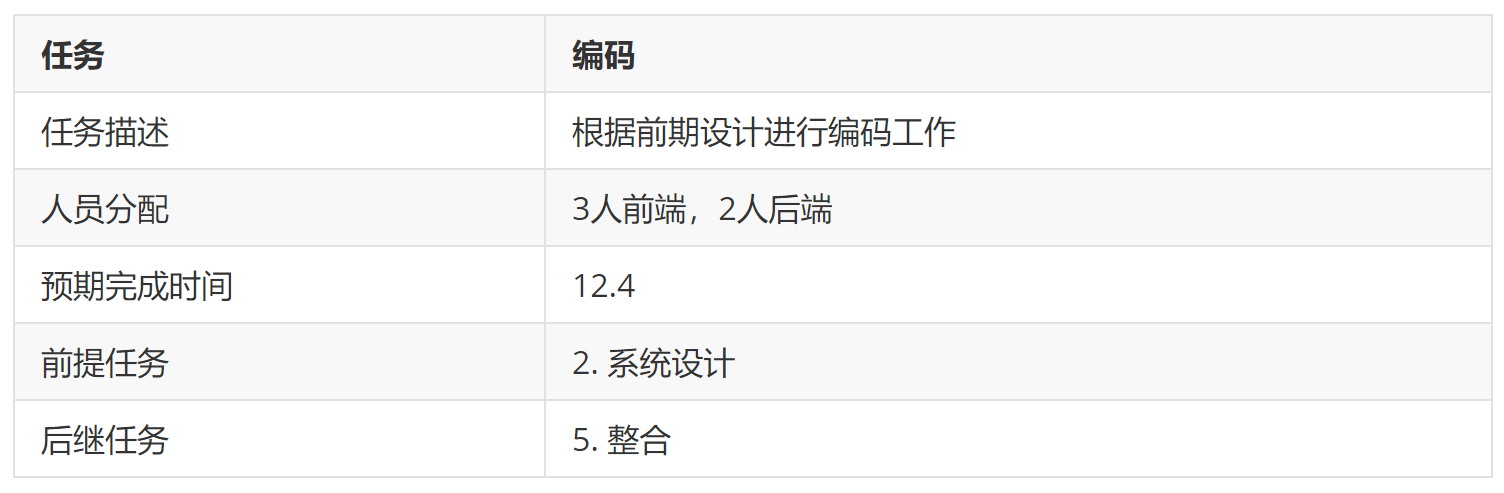 任务 编码
任务描述 根据前期设计进行编码工作
人员分配 3人前端，2人后端
预期完成时间 12.4
前提任务 2. 系统设计
后继任务 5. 整合